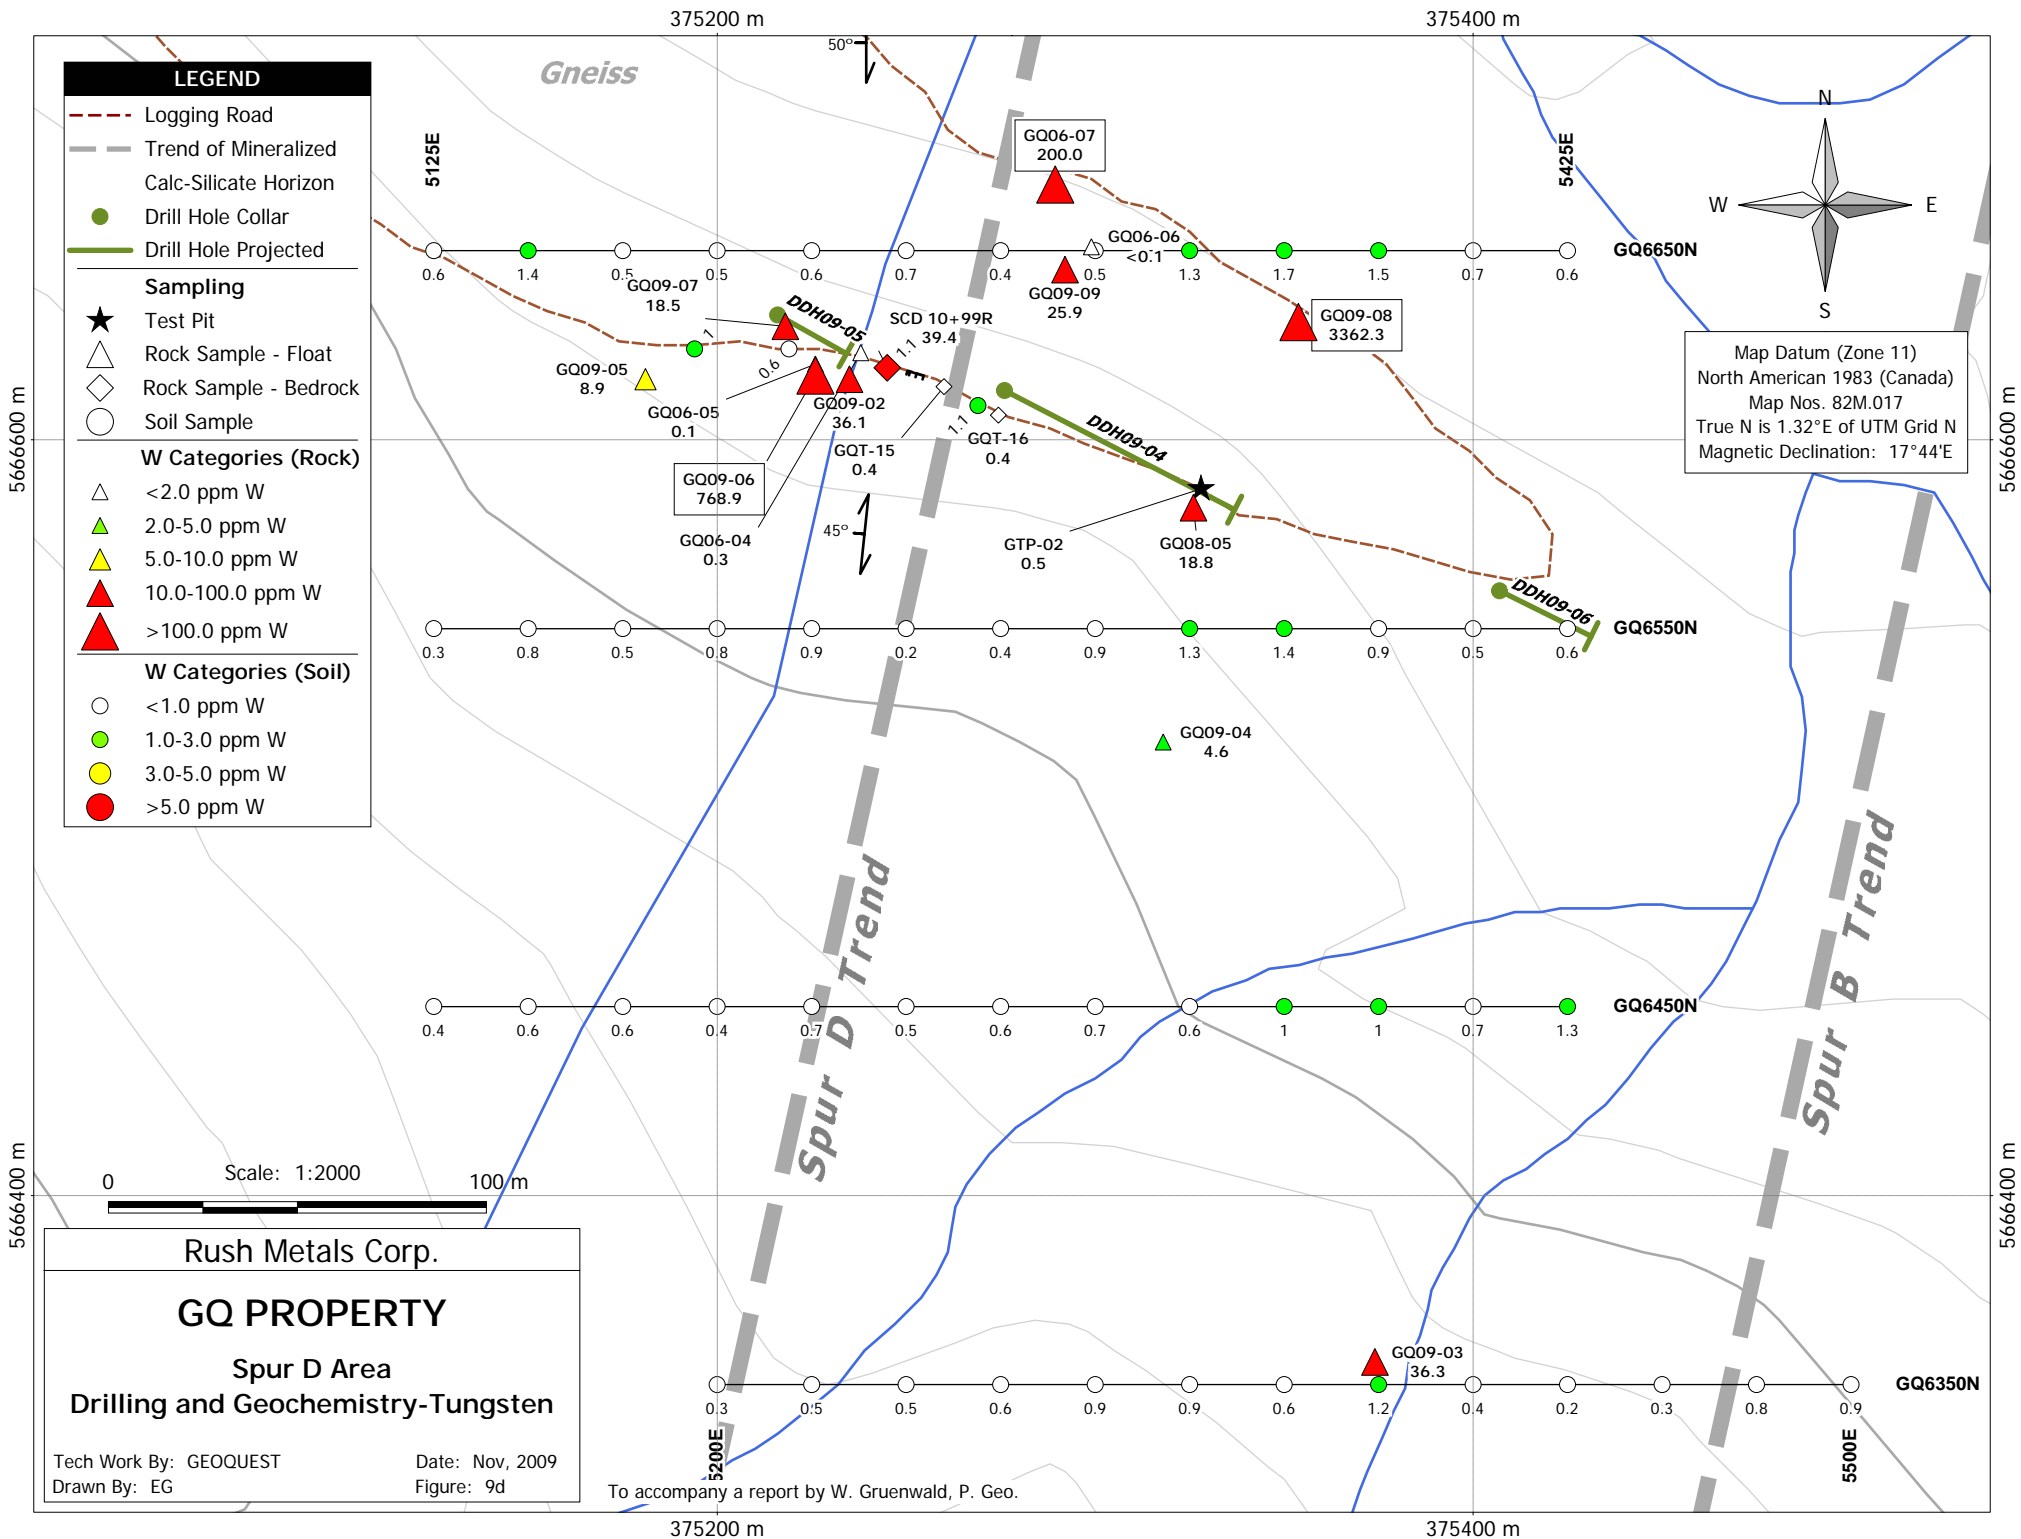 375200 m
375400 m
50°
Gneiss
LEGEND
Logging Road
Trend of Mineralized
Calc-Silicate Horizon
Drill Hole Collar
Drill Hole Projected
Sampling
Test Pit
Rock Sample - Float
Rock Sample - Bedrock
Soil Sample
W Categories (Rock)
<2.0 ppm W
2.0-5.0 ppm W
5.0-10.0 ppm W
10.0-100.0 ppm W
>100.0 ppm W
W Categories (Soil)
<1.0 ppm W
1.0-3.0 ppm W
3.0-5.0 ppm W
>5.0 ppm W
5125E
5425E
N
W
E
S
GQ06-07
200.0
GQ06-06
<0.1
GQ6650N
0.6 1.4 0.5 0.5 0.6 0.7 0.4 0.5 1.3 1.7 1.5 0.7 0.6
GQ09-07
18.5
GQ09-09
25.9
DDH09-05
SCD 10+99R
39.4
GQ09-08
3362.3
1
0.6
1.1
1.1
GQ09-05
8.9
GQ06-05
0.1
GQ09-02
36.1
GQT-15
0.4
GQT-16
0.4
DDH09-04
GQ09-06
768.9
GQ06-04
0.3
45°
GTP-02
0.5
GQ08-05
18.8
Map Datum (Zone 11)
North American 1983 (Canada)
Map Nos. 82M.017
True N is 1.32°E of UTM Grid N
Magnetic Declination: 17°44'E
5666600 m
5666600 m
DDH09-06
GQ6550N
0.3 0.8 0.5 0.8 0.9 0.2 0.4 0.9 1.3 1.4 0.9 0.5 0.6
GQ09-04
4.6
Spur D Trend
Spur B Trend
GQ6450N
0.4 0.6 0.6 0.4 0.7 0.5 0.6 0.7 0.6 1 1 0.7 1.3
5666400 m
5666400 m
Scale: 1:2000
0
100 m
Rush Metals Corp.
GQ PROPERTY
Spur D Area
Drilling and Geochemistry-Tungsten
Tech Work By: GEOQUEST
Date: Nov, 2009
Drawn By: EG
Figure: 9d
GQ09-03
36.3
GQ6350N
0.3 0.5 0.5 0.6 0.9 0.9 0.6 1.2 0.4 0.2 0.3 0.8 0.9
5200E
5500E
To accompany a report by W. Gruenwald, P. Geo.
375200 m
375400 m